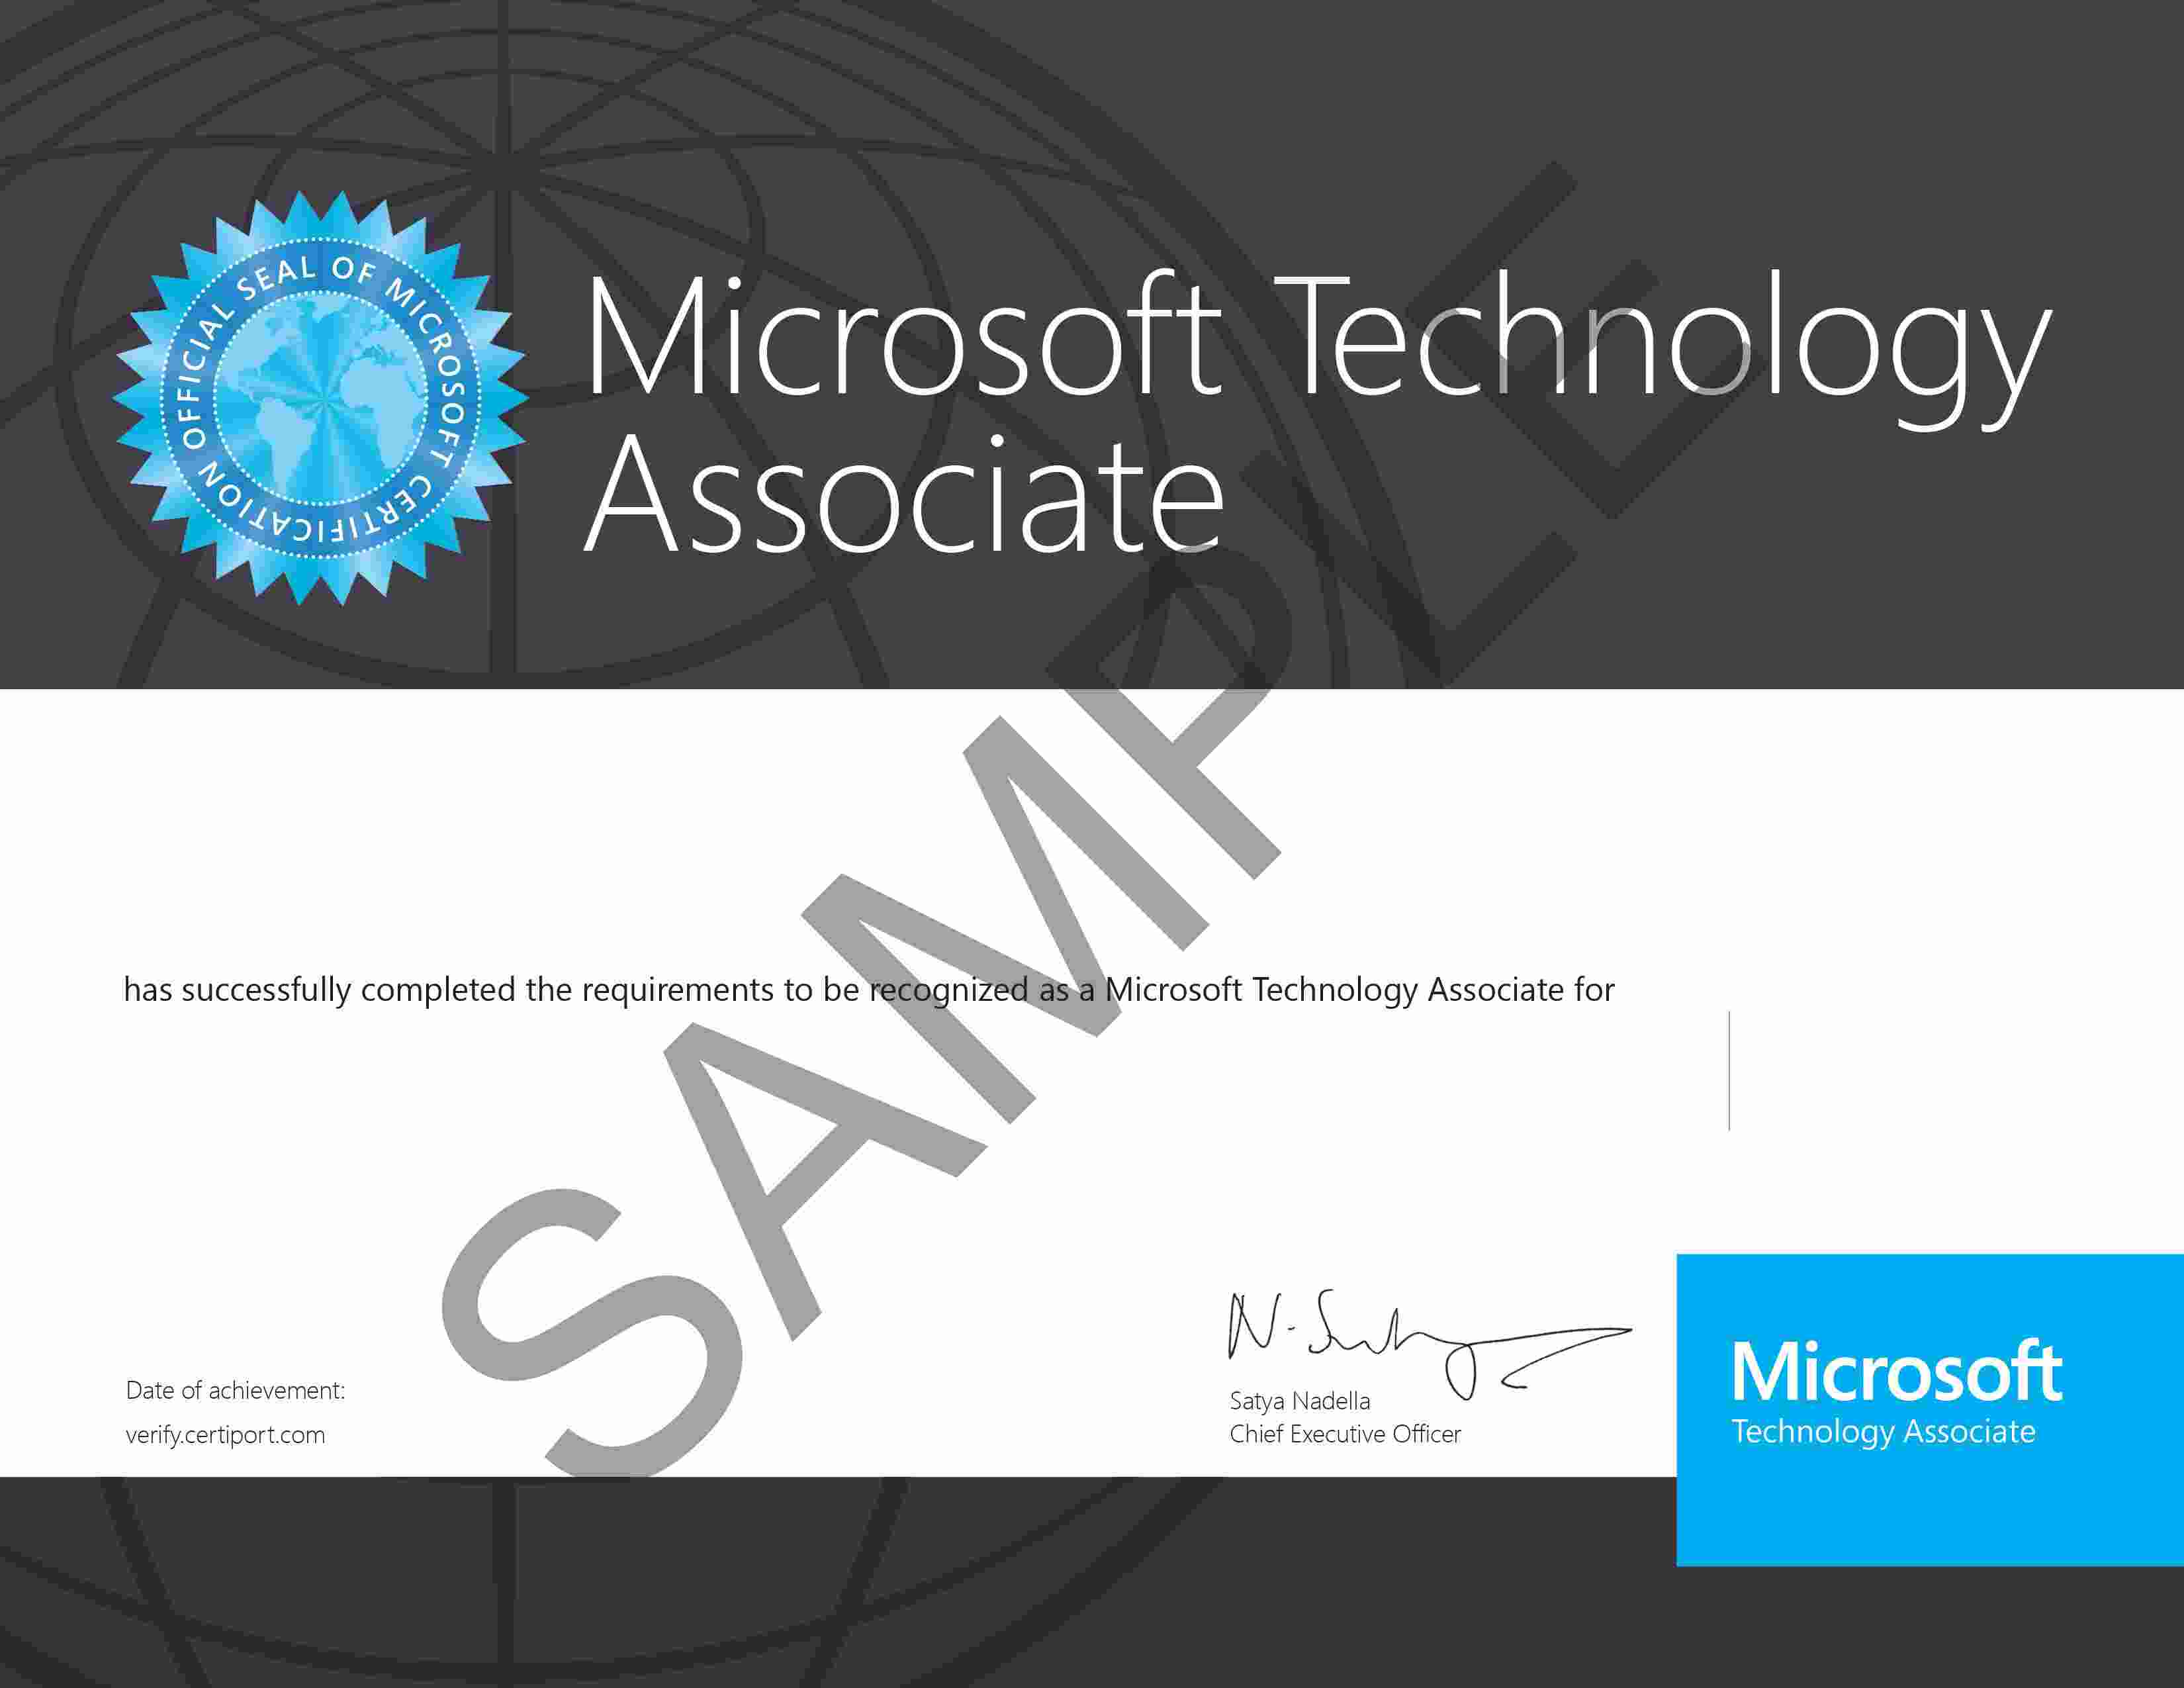 OFFICIAL SEAL OF MICROSOFT CERTIFICATION
Microsoft Technology
Associate
SAMPLE
has successfully completed the requirements to be recognized as a Microsoft Technology Associate for
Date of achievement:
verify.certiport.com
N. Satya
Satya Nadella
Chief Executive Officer
Microsoft
Technology Associate